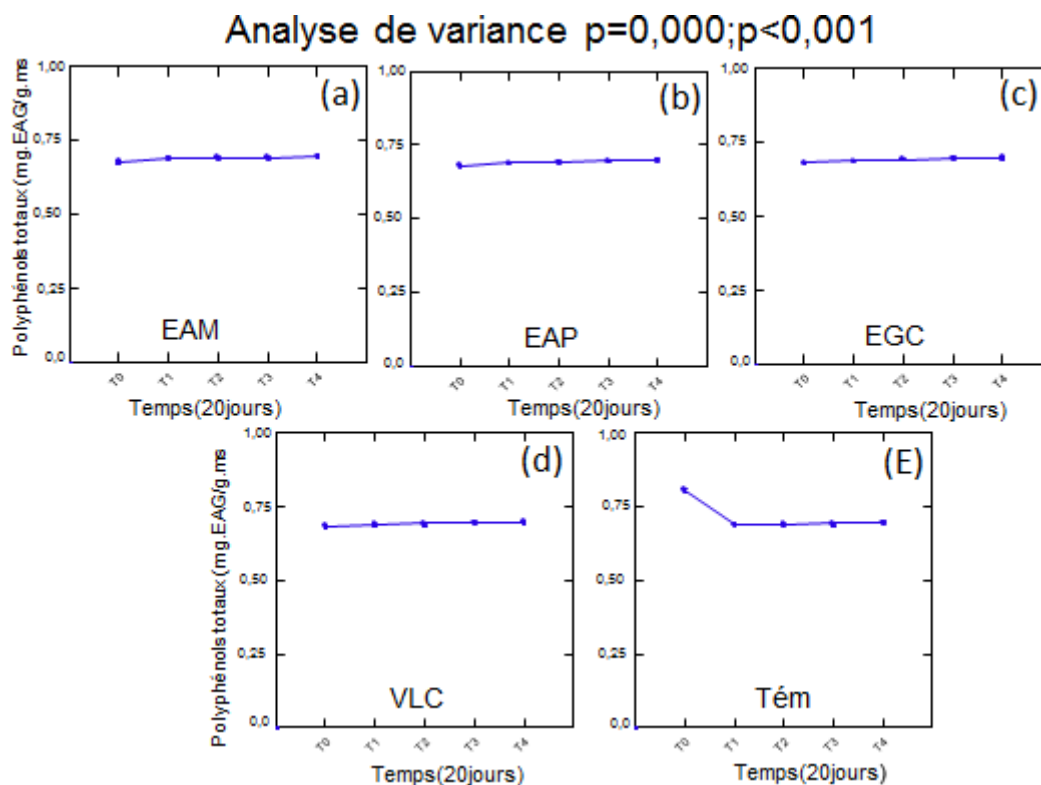 Analyse de variance p=0,000;p<0,001
Polyphénols totaux (mg.EAG/g.ms
1,00
0,75
0,50
0,25
0,0
(a)
EAM
T0 T1 T2 T3 T4
Temps(20jours)
1,00
0,75
0,50
0,25
0,0
(b)
EAP
T0 T1 T2 T3 T4
Temps(20jours)
1,00
0,75
0,50
0,25
0,0
(c)
EGC
T0 T1 T2 T3 T4
Temps(20jours)
Polyphénols totaux (mg.EAG/g.ms
1,00
0,75
0,50
0,25
0,0
(d)
VLC
T0 T1 T2 T3 T4
Temps(20jours)
1,00
0,75
0,50
0,25
0,0
(E)
Tém
T0 T1 T2 T3 T4
Temps(20jours)